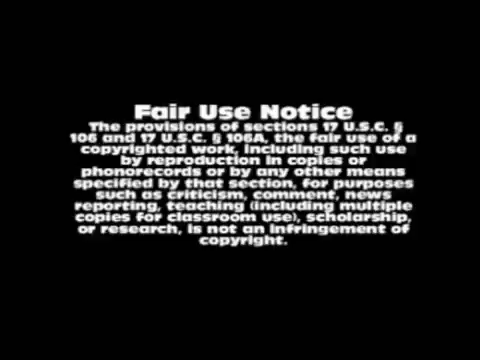 Fair Use Notice
The provisions of sections 17 U.S.C. §
106 and 17 U.S.C. § 106A, the fair use of a
copyrighted work, including such use
by reproduction in copies or
phonorecords or by any other means
specified by that section, for purposes
such as criticism, comment, news
reporting, teaching (including multiple
copies for classroom use), scholarship,
or research, is not an infringement of
copyright.